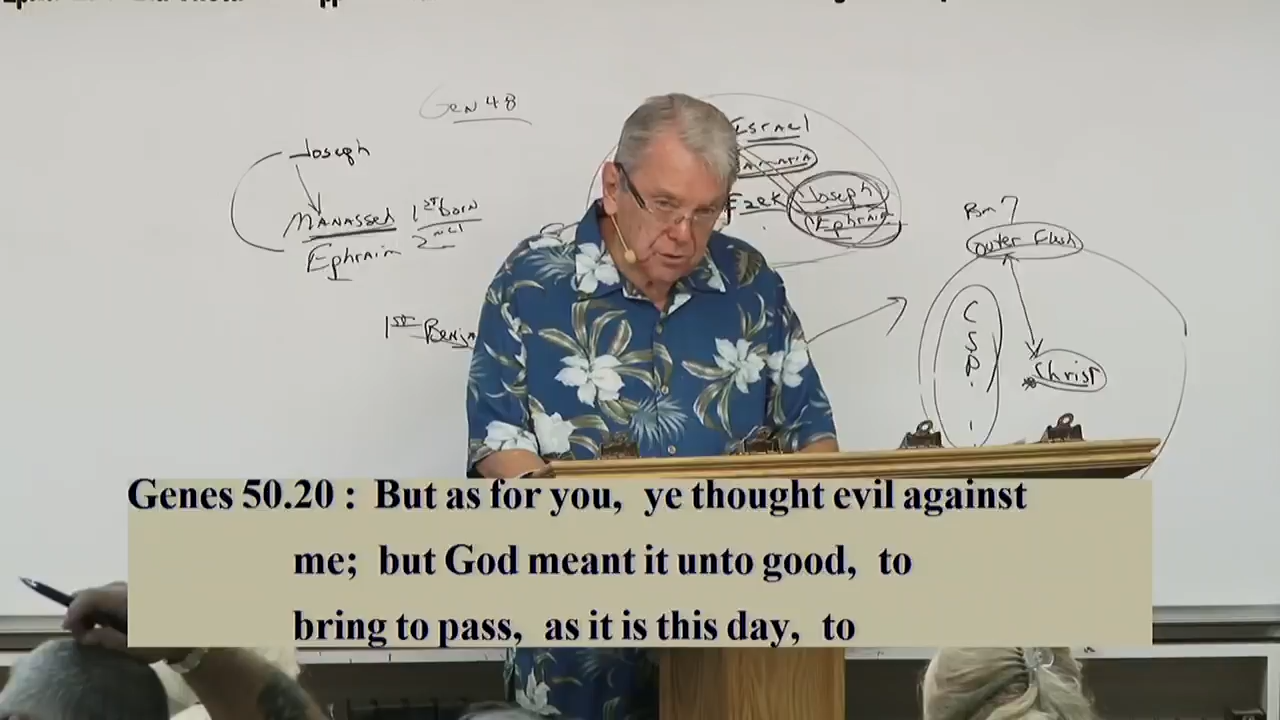 Gen 48
Joseph
Manasseh 1st born
Ephraim 2nd
1st Benja
Israel
Ezek Joseph
Ephraim
Rm 7
outer Flesh
C
S
P
Christ
Genes 50.20 : But as for you, ye thought evil against
me; but God meant it unto good, to
bring to pass, as it is this day, to